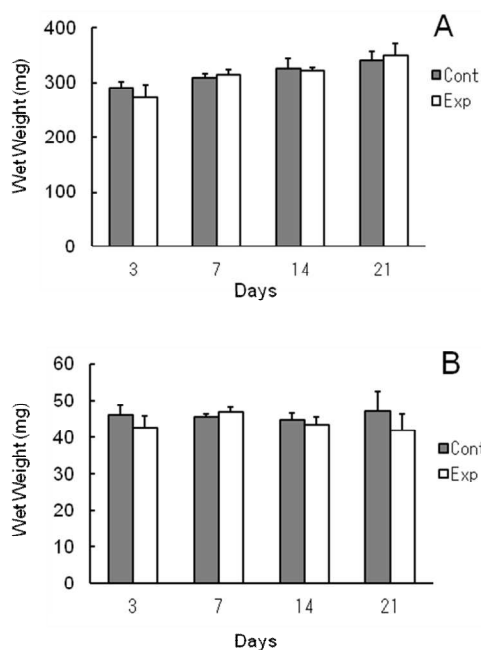 A
Wet Weight (mg)
400
300
200
100
0
Cont
Exp
3 7 14 21
Days
B
Wet Weight (mg)
60
50
40
30
20
10
0
Cont
Exp
3 7 14 21
Days